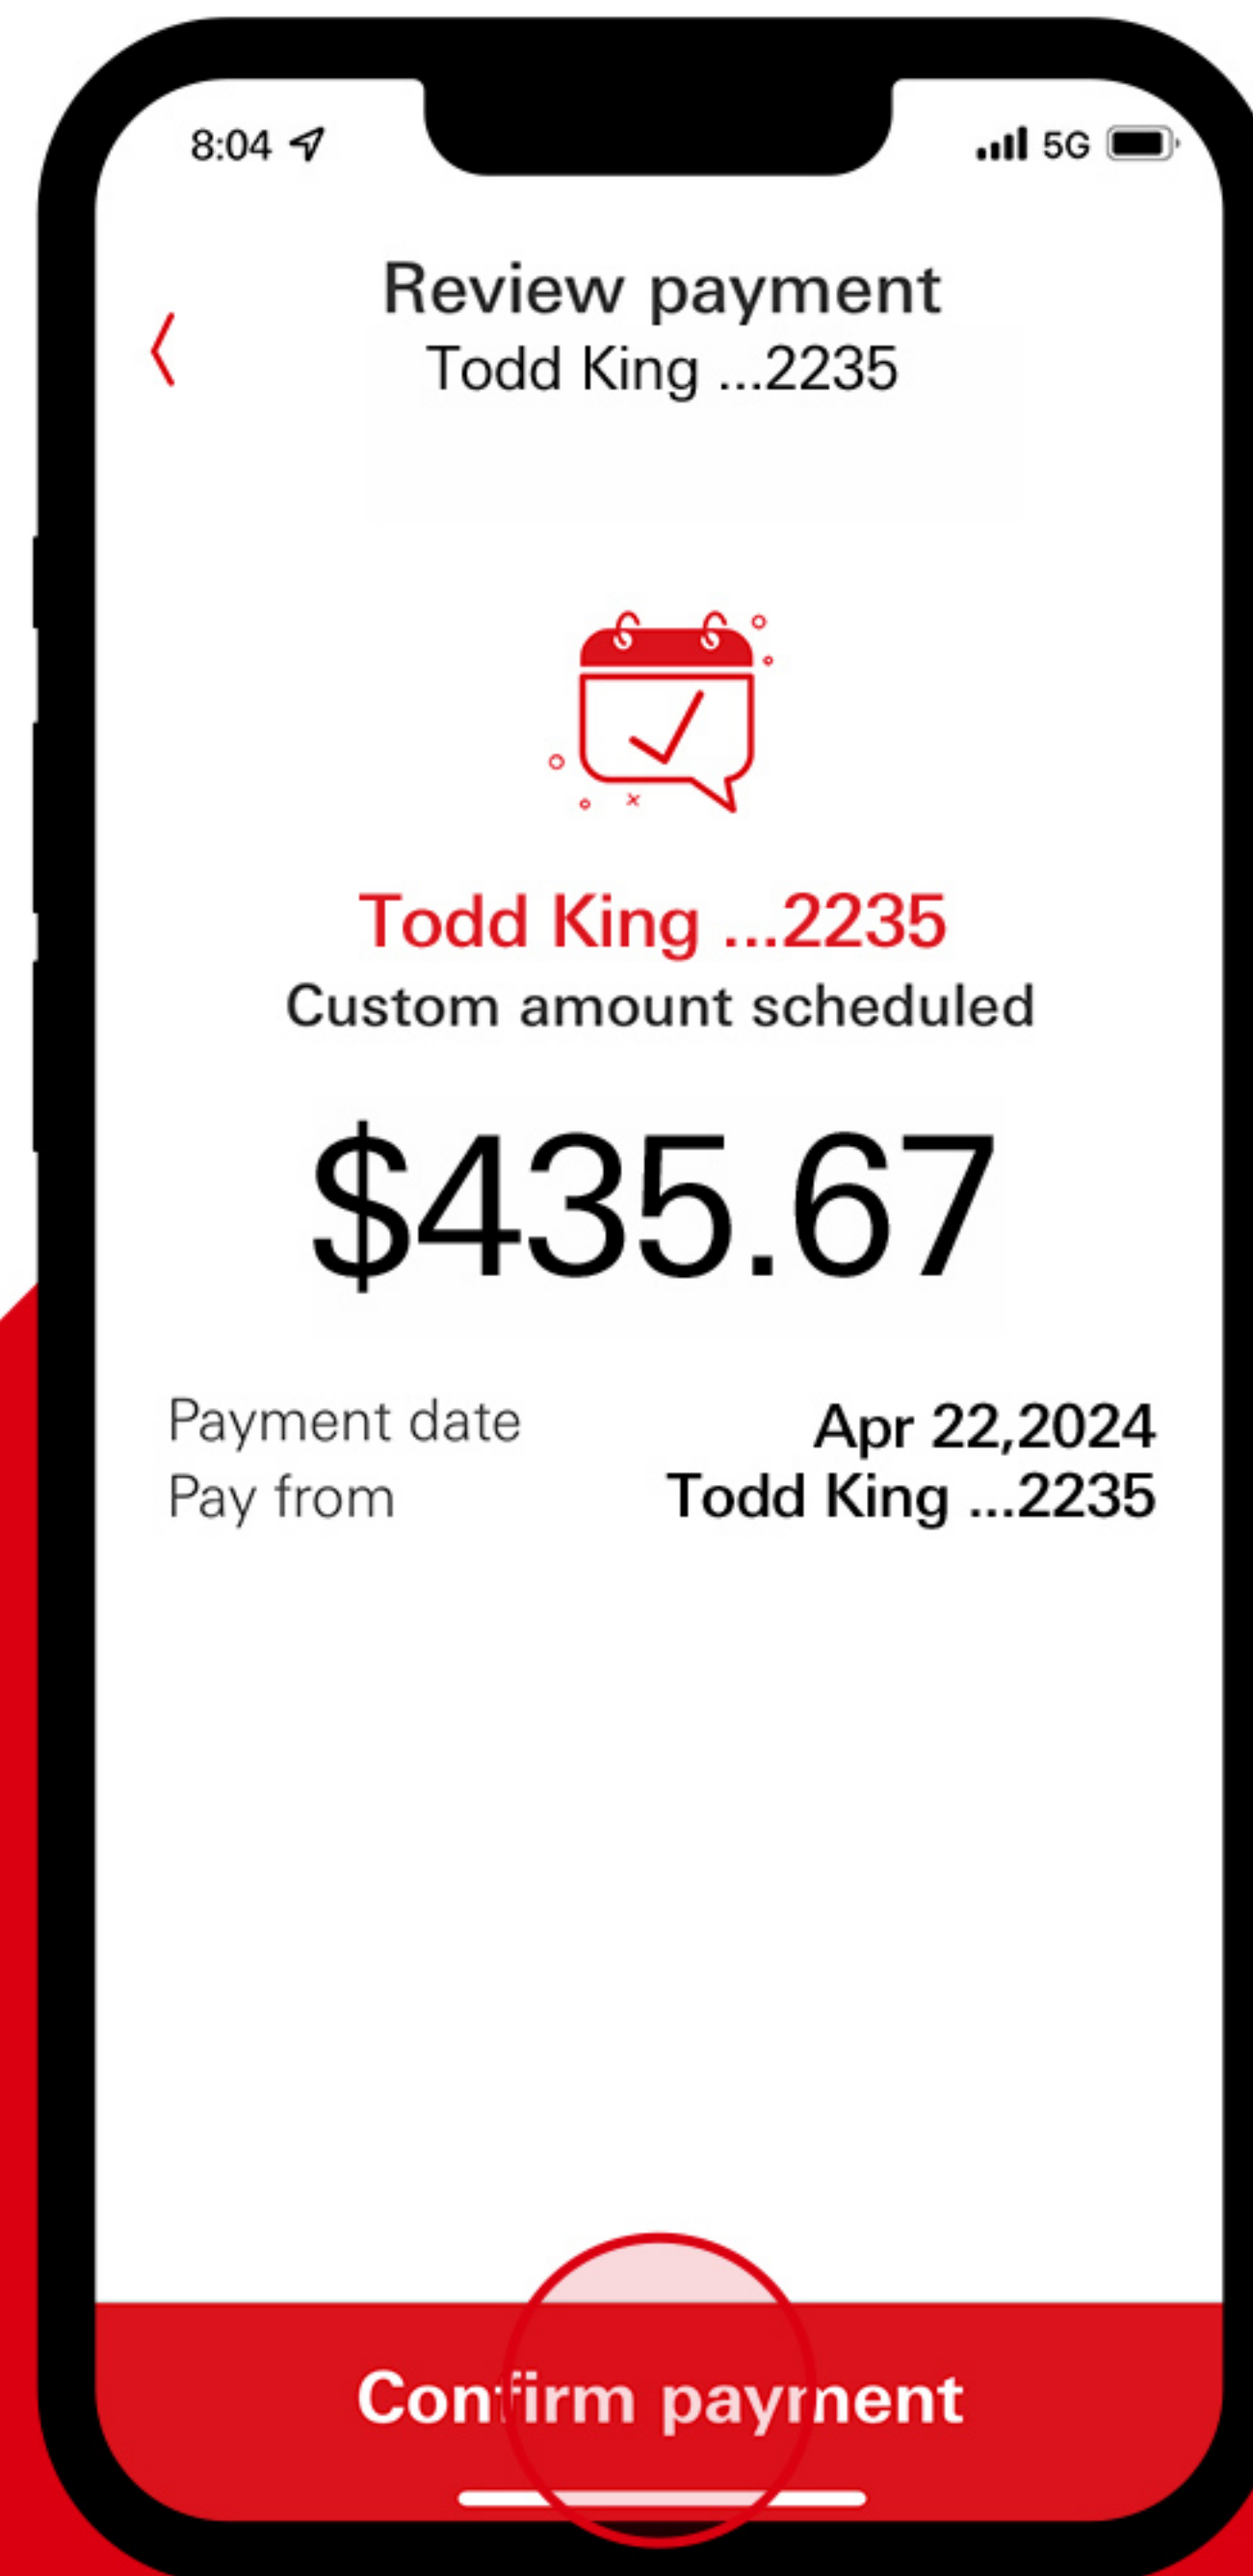 8:04 5G
Review payment
Todd King ...2235
Todd King ...2235
Custom amount scheduled
$435.67
Payment date Apr 22,2024
Pay from Todd King ...2235
Confirm payment